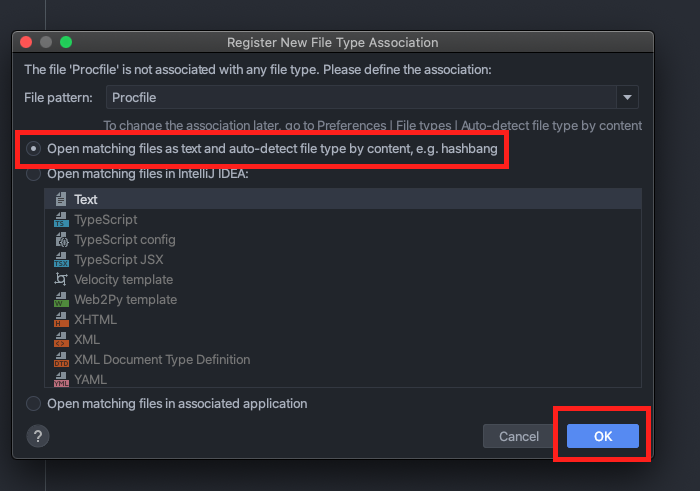 Register New File Type Association
The file 'Procfile' is not associated with any file type. Please define the association:
File pattern: Procfile
To change the association later, go to Preferences | File types | Auto-detect file type by content
Open matching files as text and auto-detect file type by content, e.g. hashbang
Open matching files in IntelliJ IDEA:
Text
TS TypeScript
TypeScript config
TSX TypeScript JSX
Velocity template
W Web2Py template
H XHTML
<> XML
DTD XML Document Type Definition
YML YAML
Open matching files in associated application
? Cancel OK